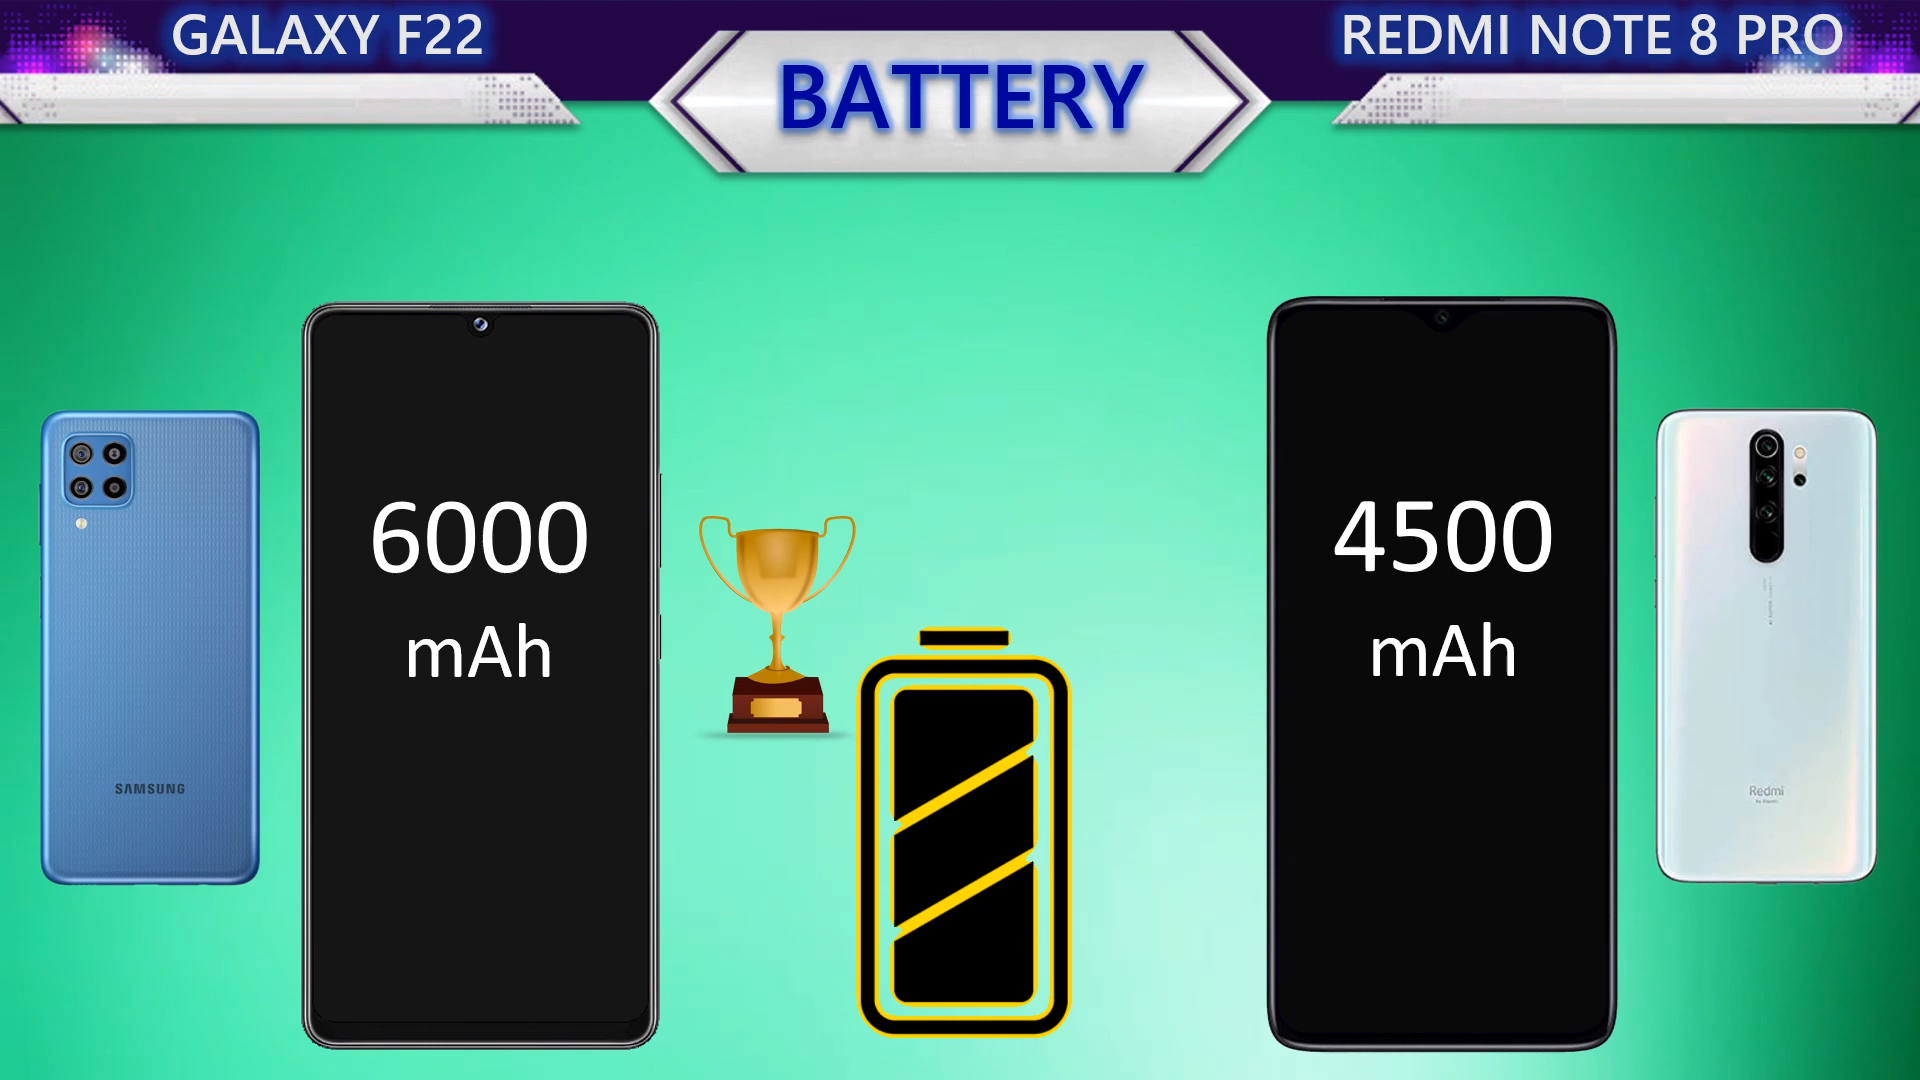 GALAXY F22
BATTERY
REDMI NOTE 8 PRO
6000
mAh
4500
mAh
SAMSUNG
Redmi